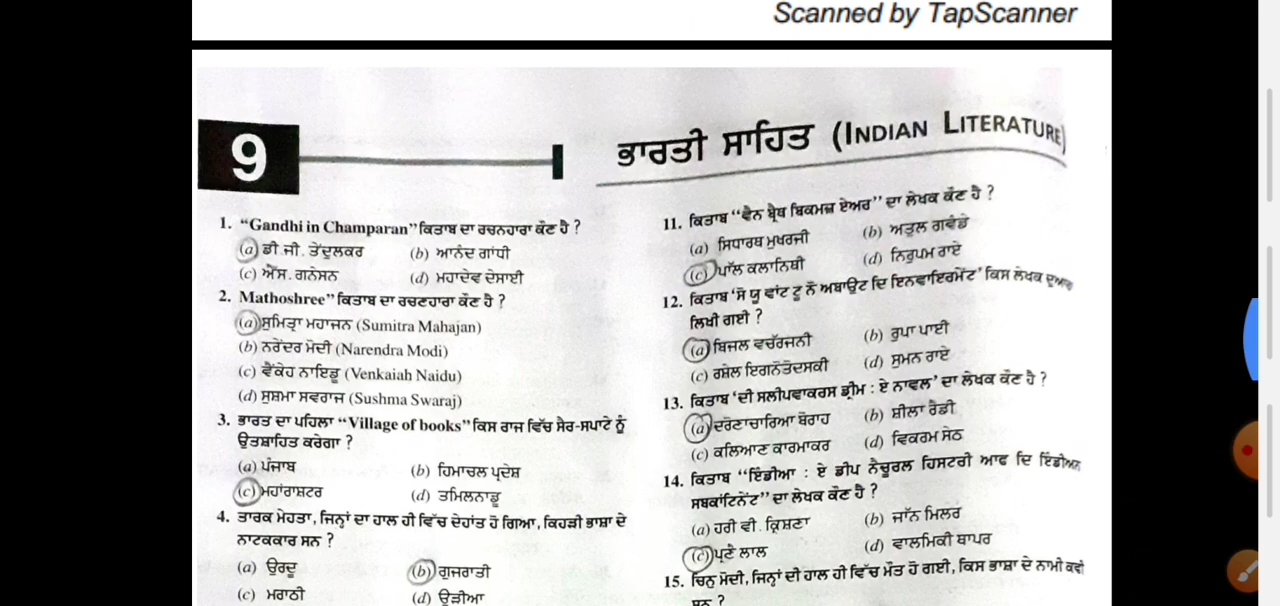 Scanned by TapScanner
9
ਭਾਰਤੀ ਸਾਹਿਤ (INDIAN LITERATURE)
1. “Gandhi in Champaran” ਕਿਤਾਬ ਦਾ ਰਚਨਹਾਰਾ ਕੌਣ ਹੈ ?
(a) ਡੀ.ਜੀ. ਤੇਂਦੁਲਕਰ (b) ਆਨੰਦ ਗਾਂਧੀ
(c) ਐੱਸ. ਗਨੇਸਨ (d) ਮਹਾਦੇਵ ਦੇਸਾਈ
2. Mathoshree” ਕਿਤਾਬ ਦਾ ਰਚਣਹਾਰਾ ਕੌਣ ਹੈ ?
(a) ਸੁਮਿਤ੍ਰਾ ਮਹਾਜਨ (Sumitra Mahajan)
(b) ਨਰੇਂਦਰ ਮੋਦੀ (Narendra Modi)
(c) ਵੈਂਕੇਹ ਨਾਇਡੂ (Venkaiah Naidu)
(d) ਸੁਸ਼ਮਾ ਸਵਰਾਜ (Sushma Swaraj)
3. ਭਾਰਤ ਦਾ ਪਹਿਲਾ “Village of books” ਕਿਸ ਰਾਜ ਵਿੱਚ ਸੈਰ-ਸਪਾਟੇ ਨੂੰ
ਉਤਸ਼ਾਹਿਤ ਕਰੇਗਾ ?
(a) ਪੰਜਾਬ (b) ਹਿਮਾਚਲ ਪ੍ਰਦੇਸ਼
(c) ਮਹਾਂਰਾਸ਼ਟਰ (d) ਤਮਿਲਨਾਡੂ
4. ਤਾਰਕ ਮੇਹਤਾ, ਜਿਨ੍ਹਾਂ ਦਾ ਹਾਲ ਹੀ ਵਿੱਚ ਦੇਹਾਂਤ ਹੋ ਗਿਆ, ਕਿਹੜੀ ਭਾਸ਼ਾ ਦੇ
ਨਾਟਕਕਾਰ ਸਨ ?
(a) ਉਰਦੂ (b) ਗੁਜਰਾਤੀ
(c) ਮਰਾਠੀ (d) ਉੜੀਆ
11. ਕਿਤਾਬ “ਵੈਨ ਬ੍ਰੈਥ ਬਿਕਮਜ਼ ਏਅਰ” ਦਾ ਲੇਖਕ ਕੌਣ ਹੈ ?
(a) ਸਿਧਾਰਥ ਮੁਖਰਜੀ (b) ਅਤੁਲ ਗਵੰਡੇ
(c) ਪਾੱਲ ਕਲਾਨਿਥੀ (d) ਨਿਰੁਪਮ ਰਾਏ
12. ਕਿਤਾਬ ‘ਸੋ ਯੂ ਵਾਂਟ ਟੂ ਨੌ ਅਬਾਉਟ ਦਿ ਇਨਵਾਇਰਮੈਂਟ’ ਕਿਸ ਲੇਖਕ ਦੁਆਰਾ
ਲਿਖੀ ਗਈ ?
(a) ਬਿਜਲ ਵਚੱਰਜਨੀ (b) ਰੁਪਾ ਪਾਈ
(c) ਰਸ਼ੇਲ ਇਗਨੋਤੋਦਸਕੀ (d) ਸੁਮਨ ਰਾਏ
13. ਕਿਤਾਬ ‘ਦੀ ਸਲੀਪਵਾਕਰਸ ਡ੍ਰੀਮ : ਏ ਨਾਵਲ’ ਦਾ ਲੇਖਕ ਕੌਣ ਹੈ ?
(a) ਦਰੋਣਾਚਾਰਿਆ ਬੋਰਾਹ (b) ਸ਼ੀਲਾ ਰੈਡੀ
(c) ਕਲਿਆਣ ਕਾਰਮਾਕਰ (d) ਵਿਕਰਮ ਸੇਠ
14. ਕਿਤਾਬ “ਇੰਡੀਆ : ਏ ਡੀਪ ਨੈਚੂਰਲ ਹਿਸਟਰੀ ਆਫ ਦਿ ਇੰਡੀਅਨ
ਸਬਕਾਂਟਿਨੇਂਟ” ਦਾ ਲੇਖਕ ਕੌਣ ਹੈ ?
(a) ਹਰੀ ਵੀ. ਕ੍ਰਿਸ਼ਣਾ (b) ਜਾੱਨ ਮਿਲਰ
(c) ਪ੍ਰਣੈ ਲਾਲ (d) ਵਾਲਮਿਕੀ ਥਾਪਰ
15. ਚਿਨੁ ਮੋਦੀ, ਜਿਨ੍ਹਾਂ ਦੀ ਹਾਲ ਹੀ ਵਿੱਚ ਮੌਤ ਹੋ ਗਈ, ਕਿਸ ਭਾਸ਼ਾ ਦੇ ਨਾਮੀ ਕਵੀ
ਸਨ ?